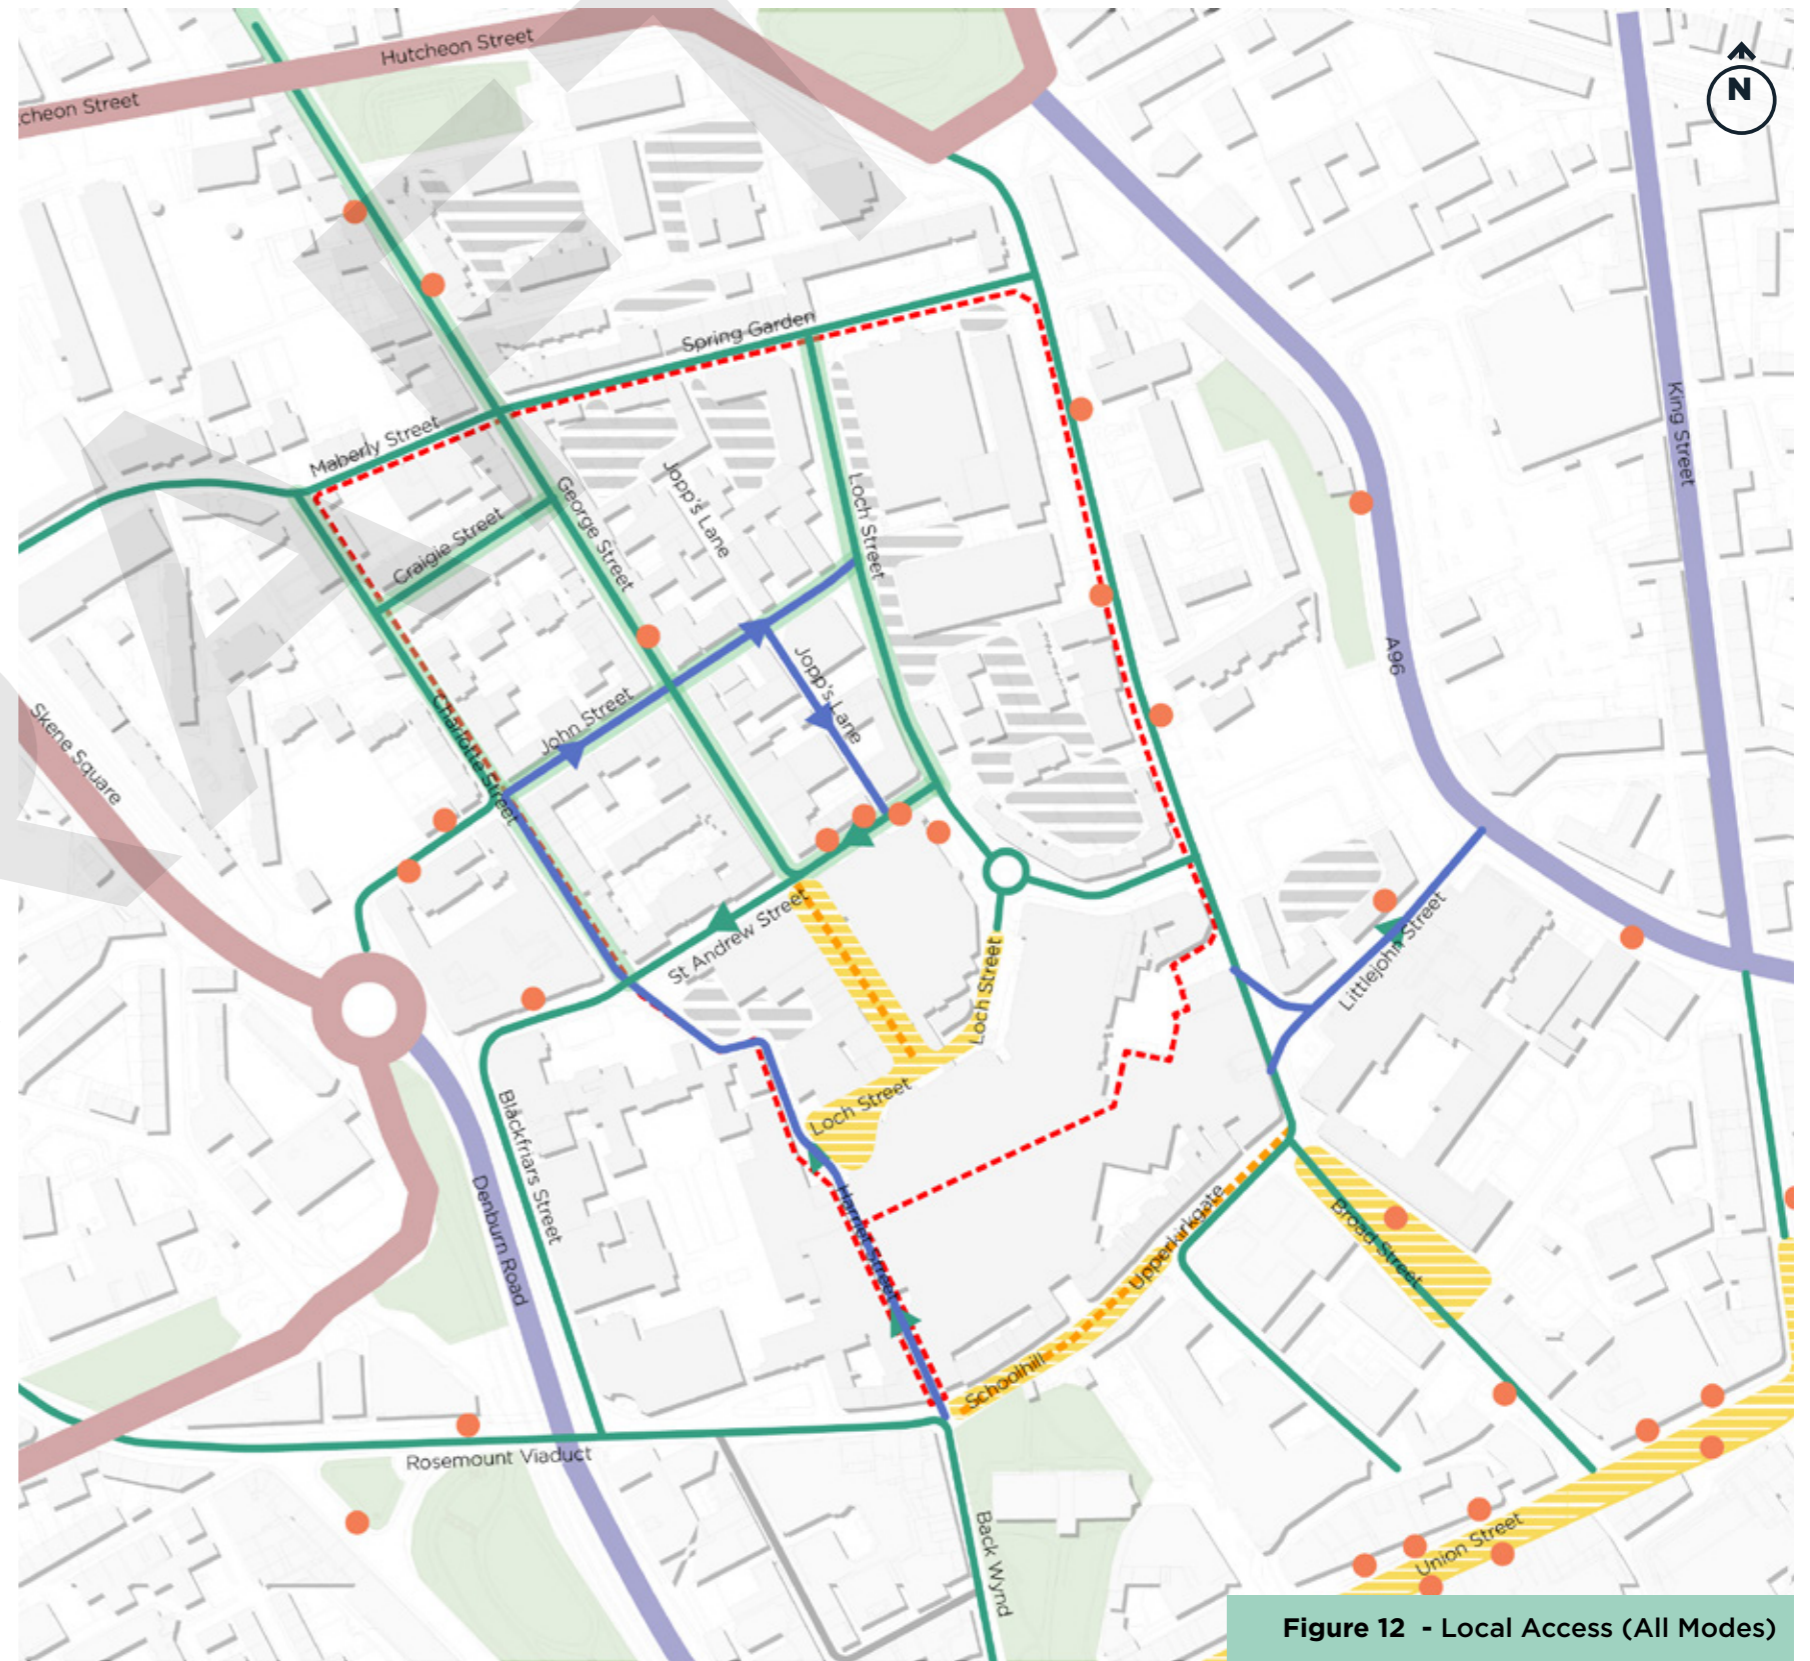 Hutcheon Street
cheon Street
N
Spring Garden
King Street
Maberly Street
George Street
Jopp's Lane
Loch Street
Craigie Street
A96
Jopp's Lane
John Street
Charlotte Street
Skene Square
St Andrew Street
Littlejohn Street
Loch Street
Loch Street
Blackfriars Street
Denburn Road
Harriet Street
Upperkirkgate
Broad Street
Schoolhill
Rosemount Viaduct
Back Wynd
Union Street
Figure 12 - Local Access (All Modes)